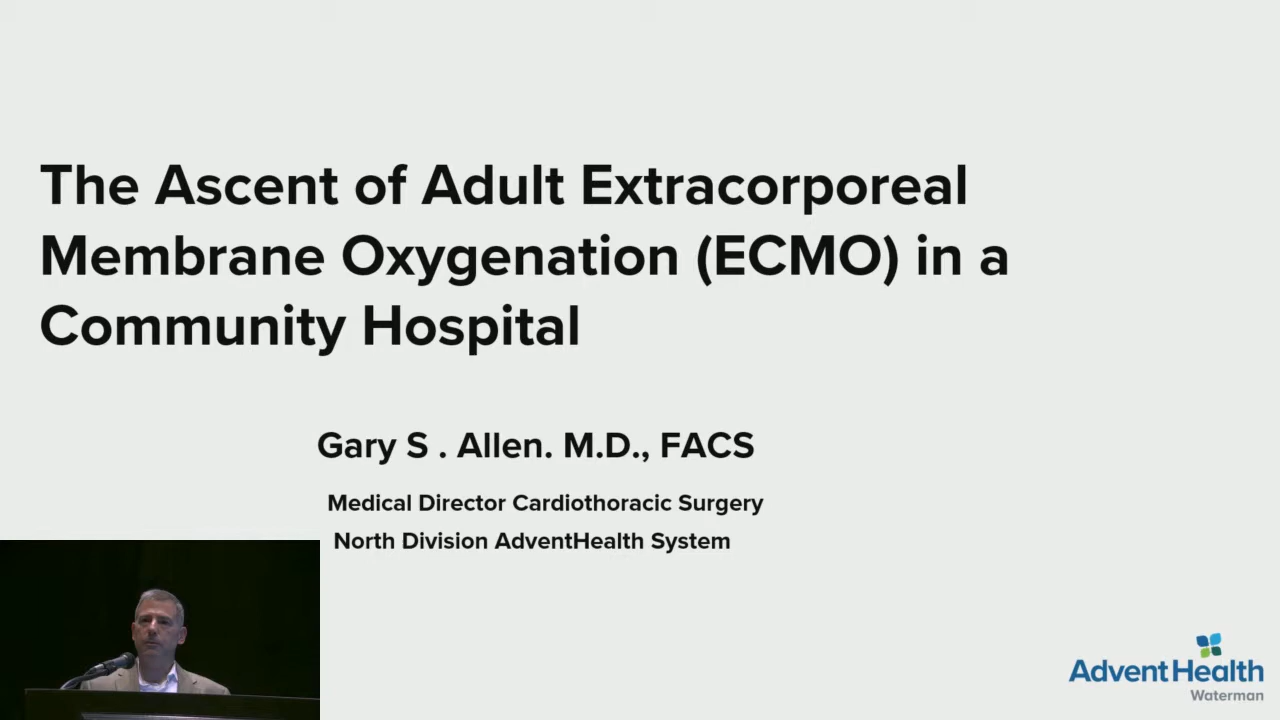 The Ascent of Adult Extracorporeal
Membrane Oxygenation (ECMO) in a
Community Hospital
Gary S . Allen. M.D., FACS
Medical Director Cardiothoracic Surgery
North Division AdventHealth System
AdventHealth
Waterman